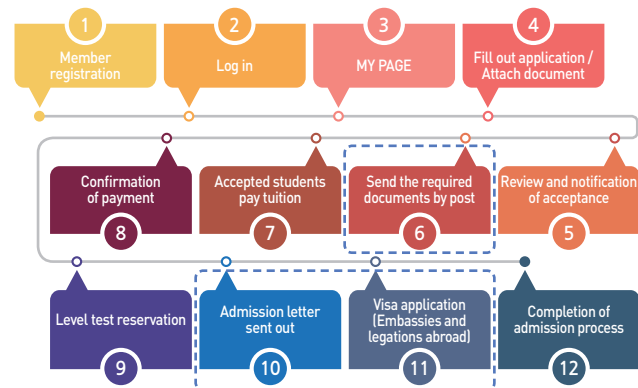 1
Member
registration
2
Log in
3
MY PAGE
4
Fill out application /
Attach document
Review and notification
of acceptance
5
Send the required
documents by post
6
Accepted students
pay tuition
7
Confirmation
of payment
8
Level test reservation
9
Admission letter
sent out
10
Visa application
(Embassies and
legations abroad)
11
Completion of
admission process
12